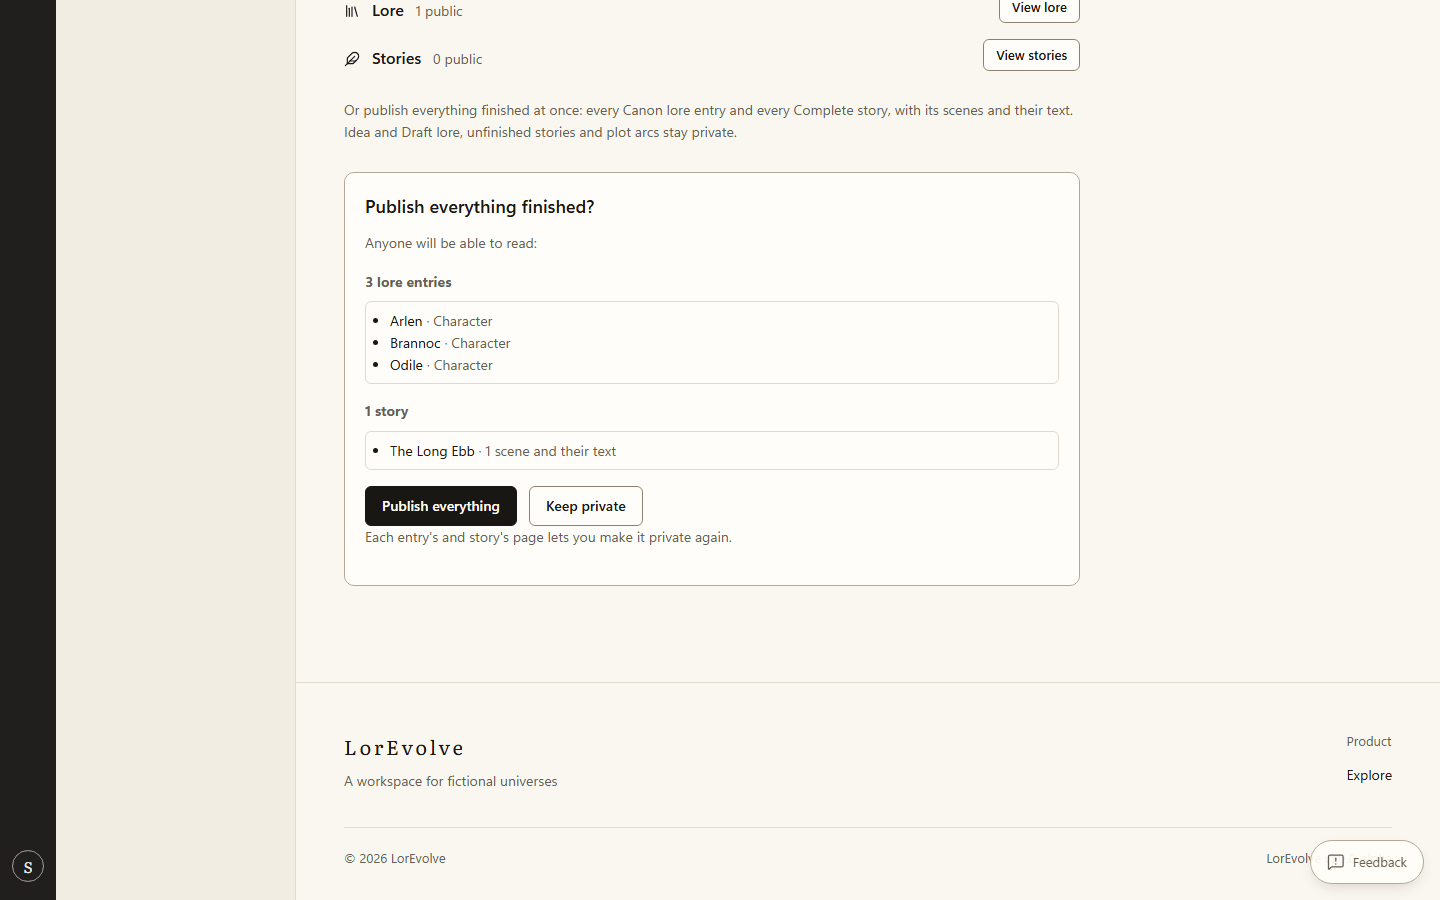 Lore 1 public
View lore
Stories 0 public
View stories
Or publish everything finished at once: every Canon lore entry and every Complete story, with its scenes and their text.
Idea and Draft lore, unfinished stories and plot arcs stay private.
Publish everything finished?
Anyone will be able to read:
3 lore entries
• Arlen · Character
• Brannoc · Character
• Odile · Character
1 story
• The Long Ebb · 1 scene and their text
Publish everything
Keep private
Each entry's and story's page lets you make it private again.
LorEvolve
A workspace for fictional universes
Product
Explore
© 2026 LorEvolve
S
Feedback